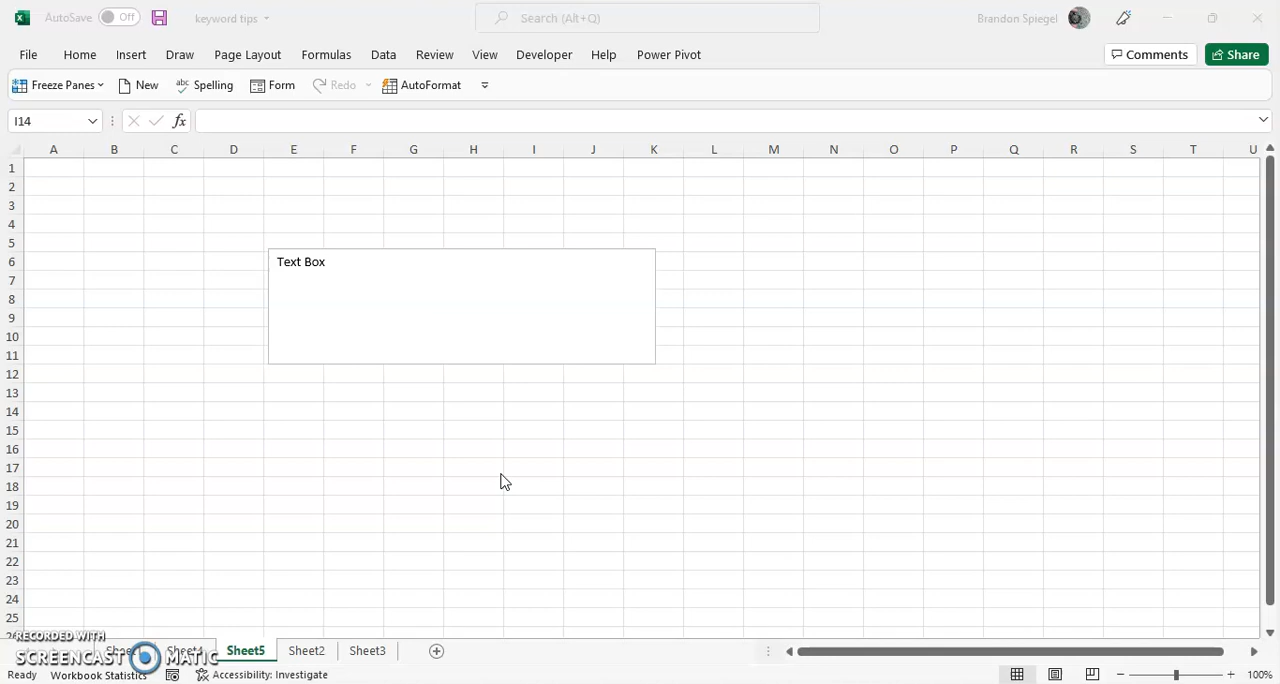 AutoSave Off keyword tips Search (Alt+Q) Brandon Spiegel
File Home Insert Draw Page Layout Formulas Data Review View Developer Help Power Pivot Comments Share
Freeze Panes New Spelling Form Redo AutoFormat
I14 fx
A B C D E F G H I J K L M N O P Q R S T U
1
2
3
4
5
6 Text Box
7
8
9
10
11
12
13
14
15
16
17
18
19
20
21
22
23
24
25
RECORDED WITH
SCREENCAST MATIC
Sheet5 Sheet2 Sheet3
Ready Workbook Statistics Accessibility: Investigate 100%